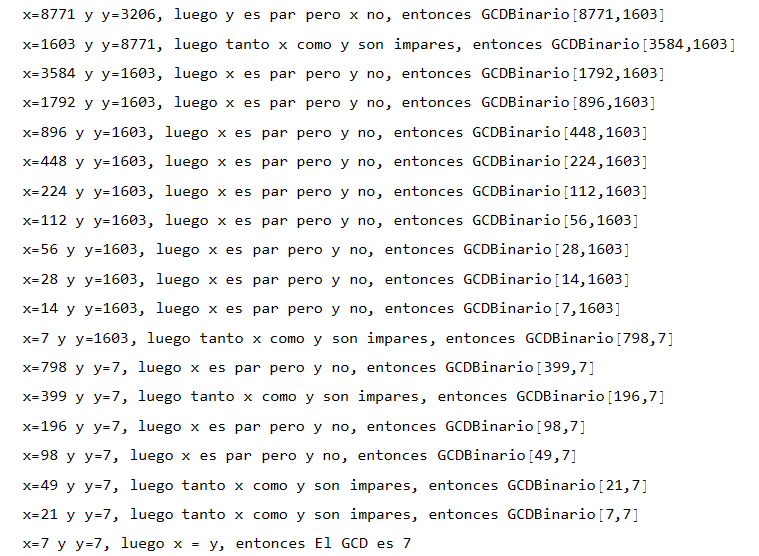 x=8771 y y=3206, luego y es par pero x no, entonces GCDBinario[8771,1603]
x=1603 y y=8771, luego tanto x como y son impares, entonces GCDBinario[3584,1603]
x=3584 y y=1603, luego x es par pero y no, entonces GCDBinario[1792,1603]
x=1792 y y=1603, luego x es par pero y no, entonces GCDBinario[896,1603]
x=896 y y=1603, luego x es par pero y no, entonces GCDBinario[448,1603]
x=448 y y=1603, luego x es par pero y no, entonces GCDBinario[224,1603]
x=224 y y=1603, luego x es par pero y no, entonces GCDBinario[112,1603]
x=112 y y=1603, luego x es par pero y no, entonces GCDBinario[56,1603]
x=56 y y=1603, luego x es par pero y no, entonces GCDBinario[28,1603]
x=28 y y=1603, luego x es par pero y no, entonces GCDBinario[14,1603]
x=14 y y=1603, luego x es par pero y no, entonces GCDBinario[7,1603]
x=7 y y=1603, luego tanto x como y son impares, entonces GCDBinario[798,7]
x=798 y y=7, luego x es par pero y no, entonces GCDBinario[399,7]
x=399 y y=7, luego tanto x como y son impares, entonces GCDBinario[196,7]
x=196 y y=7, luego x es par pero y no, entonces GCDBinario[98,7]
x=98 y y=7, luego x es par pero y no, entonces GCDBinario[49,7]
x=49 y y=7, luego tanto x como y son impares, entonces GCDBinario[21,7]
x=21 y y=7, luego tanto x como y son impares, entonces GCDBinario[7,7]
x=7 y y=7, luego x = y, entonces El GCD es 7